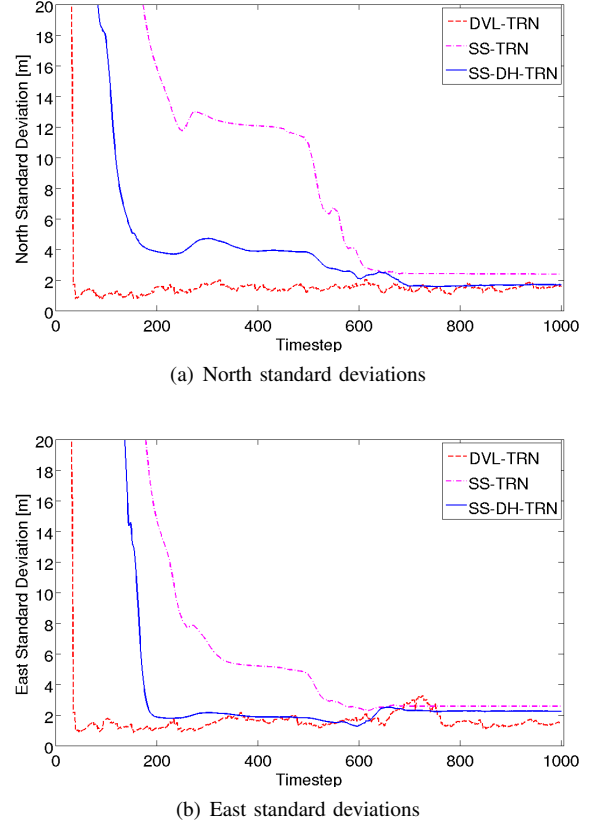 20
18
16
14
12
10
8
6
4
2
0
North Standard Deviation [m]
DVL-TRN
SS-TRN
SS-DH-TRN
0 200 400 600 800 1000
Timestep
(a) North standard deviations
20
18
16
14
12
10
8
6
4
2
0
East Standard Deviation [m]
DVL-TRN
SS-TRN
SS-DH-TRN
0 200 400 600 800 1000
Timestep
(b) East standard deviations